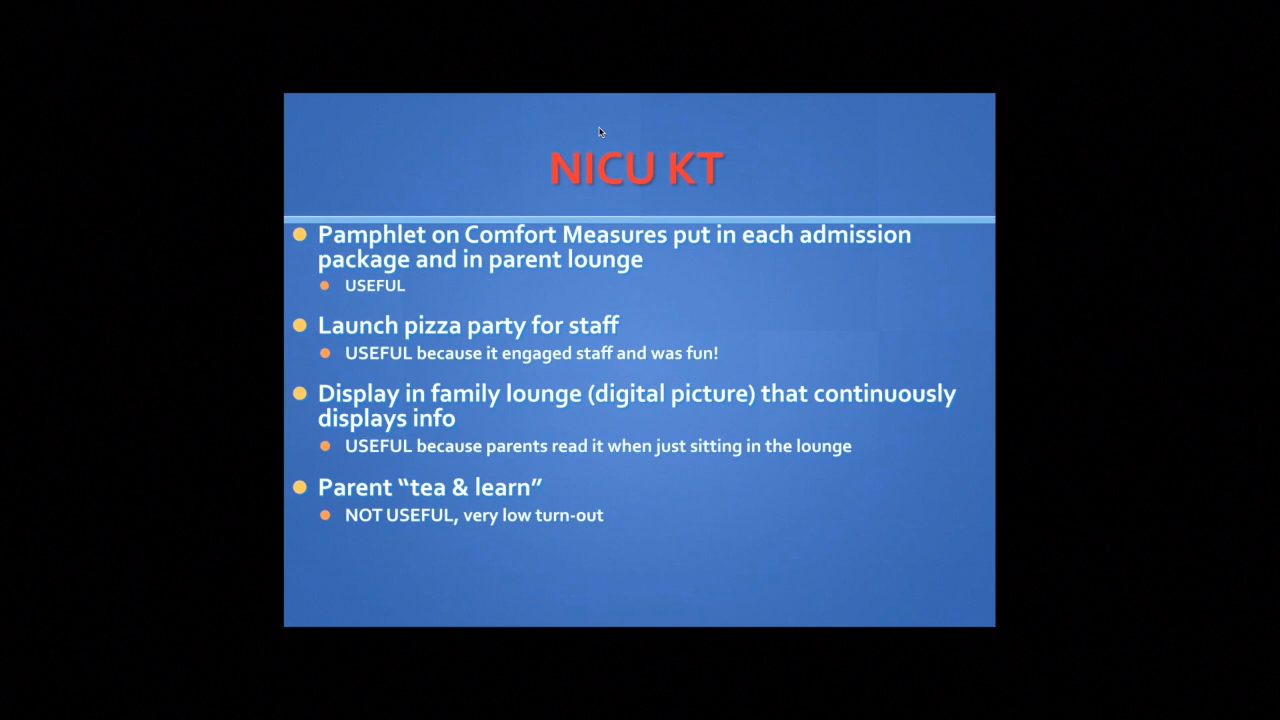 NICU KT
Pamphlet on Comfort Measures put in each admission
package and in parent lounge
USEFUL
Launch pizza party for staff
USEFUL because it engaged staff and was fun!
Display in family lounge (digital picture) that continuously
displays info
USEFUL because parents read it when just sitting in the lounge
Parent “tea & learn”
NOT USEFUL, very low turn-out